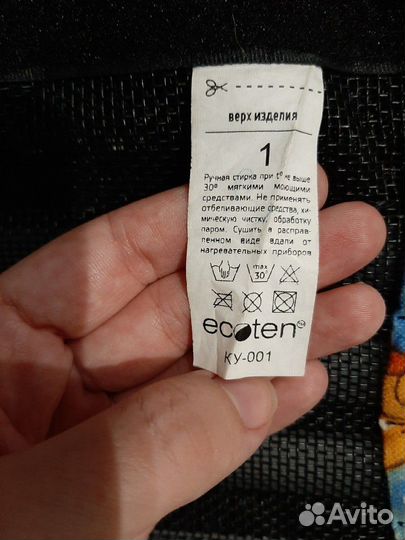 верх изделия
1
Ручная стирка при t° не выше
30° мягкими моющими
средствами. Не применять
отбеливающие средства, хи-
мическую чистку, обработку
паром. Сушить в расправ-
ленном виде вдали от
нагревательных приборов
max
30°
ecoten
КУ-001
Avito